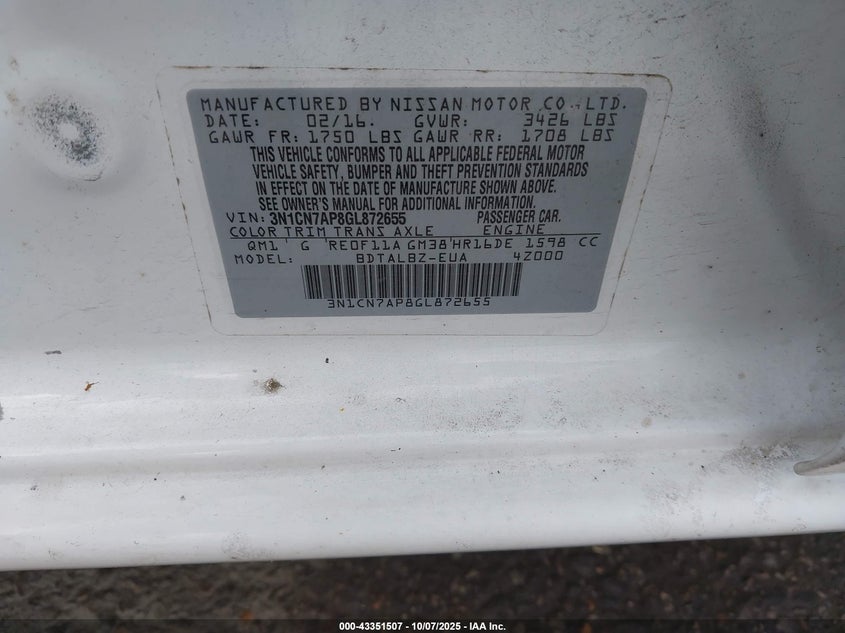 MANUFACTURED BY NISSAN MOTOR CO., LTD.
DATE: 02/16. GVWR: 3426 LBS
GAWR FR: 1750 LBS GAWR RR: 1708 LBS
THIS VEHICLE CONFORMS TO ALL APPLICABLE FEDERAL MOTOR
VEHICLE SAFETY, BUMPER AND THEFT PREVENTION STANDARDS
IN EFFECT ON THE DATE OF MANUFACTURE SHOWN ABOVE.
SEE OWNER'S MANUAL FOR ADDITIONAL INFORMATION.
VIN: 3N1CN7AP8GL872655 PASSENGER CAR.
COLOR TRIM TRANS AXLE ENGINE
QM1 G RE0F11A GM38 HR16DE 1598 CC
MODEL: BDTALBZ-EUA 4Z000
3N1CN7AP8GL872655
000-43351507 - 10/07/2025 - IAA Inc.